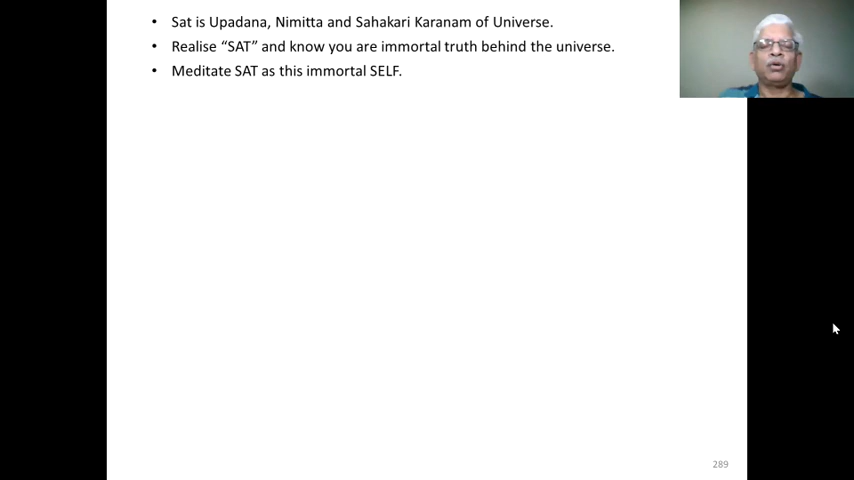 • Sat is Upadana, Nimitta and Sahakari Karanam of Universe.
• Realise “SAT” and know you are immortal truth behind the universe.
• Meditate SAT as this immortal SELF.
289